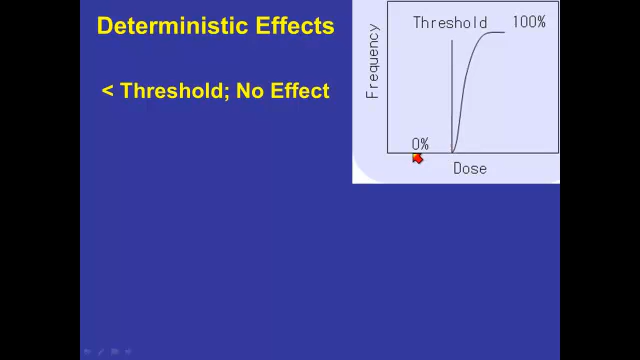 Deterministic Effects
< Threshold; No Effect
Threshold 100%
Frequency
0%
Dose